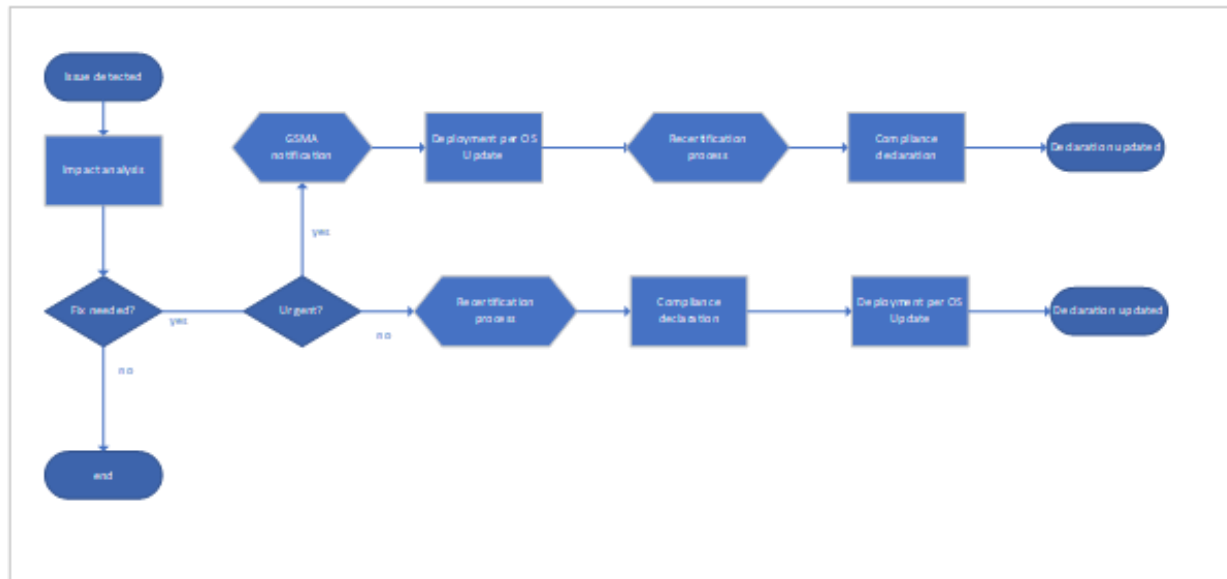 Issue detected
Impact analysis
Fix needed?
yes
no
end
Urgent?
yes
no
GSMA
notification
Deployment per OS
Update
Recertification
process
Compliance
declaration
Declaration updated
Recertification
process
Compliance
declaration
Deployment per OS
Update
Declaration updated